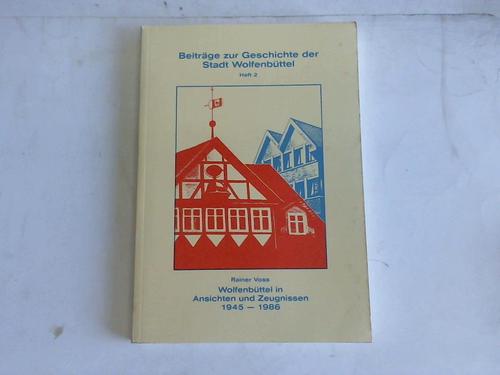 Beiträge zur Geschichte der
Stadt Wolfenbüttel
Heft 2
Rainer Voss
Wolfenbüttel in
Ansichten und Zeugnissen
1945 — 1986